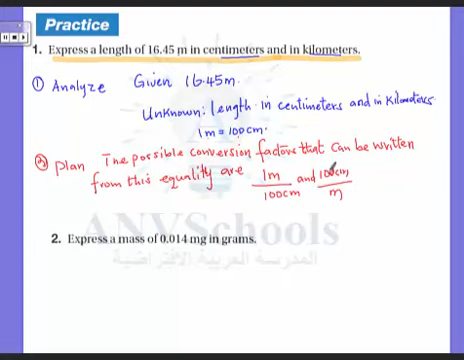 Practice
1. Express a length of 16.45 m in centimeters and in kilometers.
① Analyze Given 16.45m.
Unknown: length in centimeters and in kilometers.
1m = 100cm.
② Plan The possible conversion factors that can be written
from this equality are 1m/100cm and 100cm/m
ANVSchools
2. Express a mass of 0.014 mg in grams.
المدرسة العربية الافتراضية